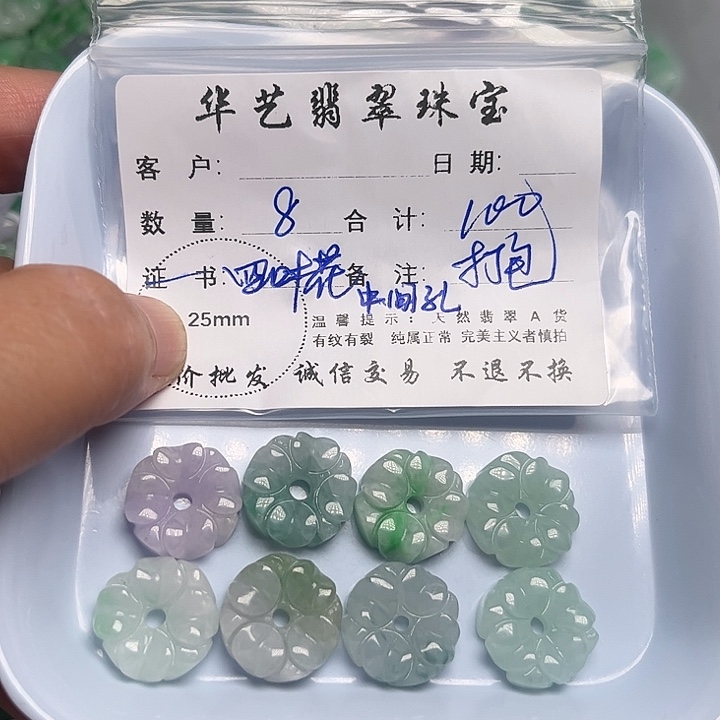 华艺翡翠珠宝
客 户: 日 期:
数 量: 8 合 计: 100
证 书: 四叶花 备 注: 打包
中间孔
25mm
温馨提示: 天然翡翠A货
有纹有裂 纯属正常 完美主义者慎拍
价批发 诚信交易 不退不换